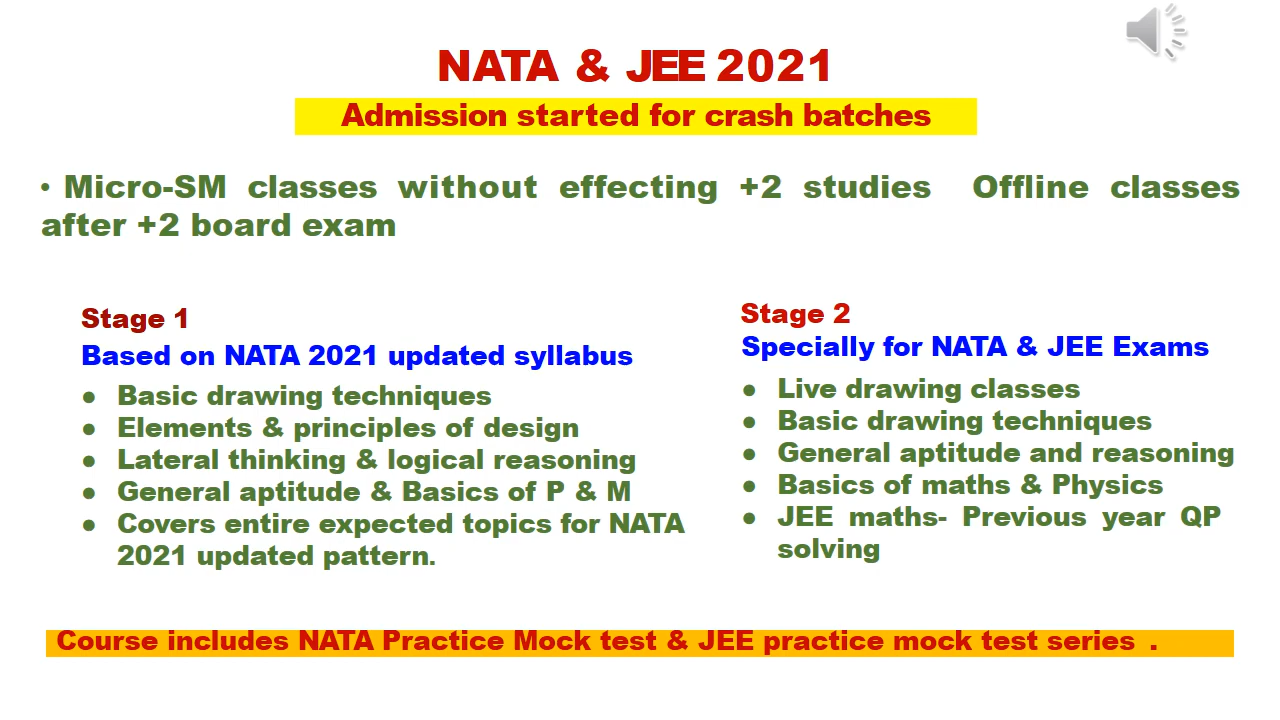 NATA & JEE 2021
Admission started for crash batches
• Micro-SM classes without effecting +2 studies Offline classes
after +2 board exam
Stage 1
Based on NATA 2021 updated syllabus
● Basic drawing techniques
● Elements & principles of design
● Lateral thinking & logical reasoning
● General aptitude & Basics of P & M
● Covers entire expected topics for NATA
2021 updated pattern.
Stage 2
Specially for NATA & JEE Exams
● Live drawing classes
● Basic drawing techniques
● General aptitude and reasoning
● Basics of maths & Physics
● JEE maths- Previous year QP
solving
Course includes NATA Practice Mock test & JEE practice mock test series .